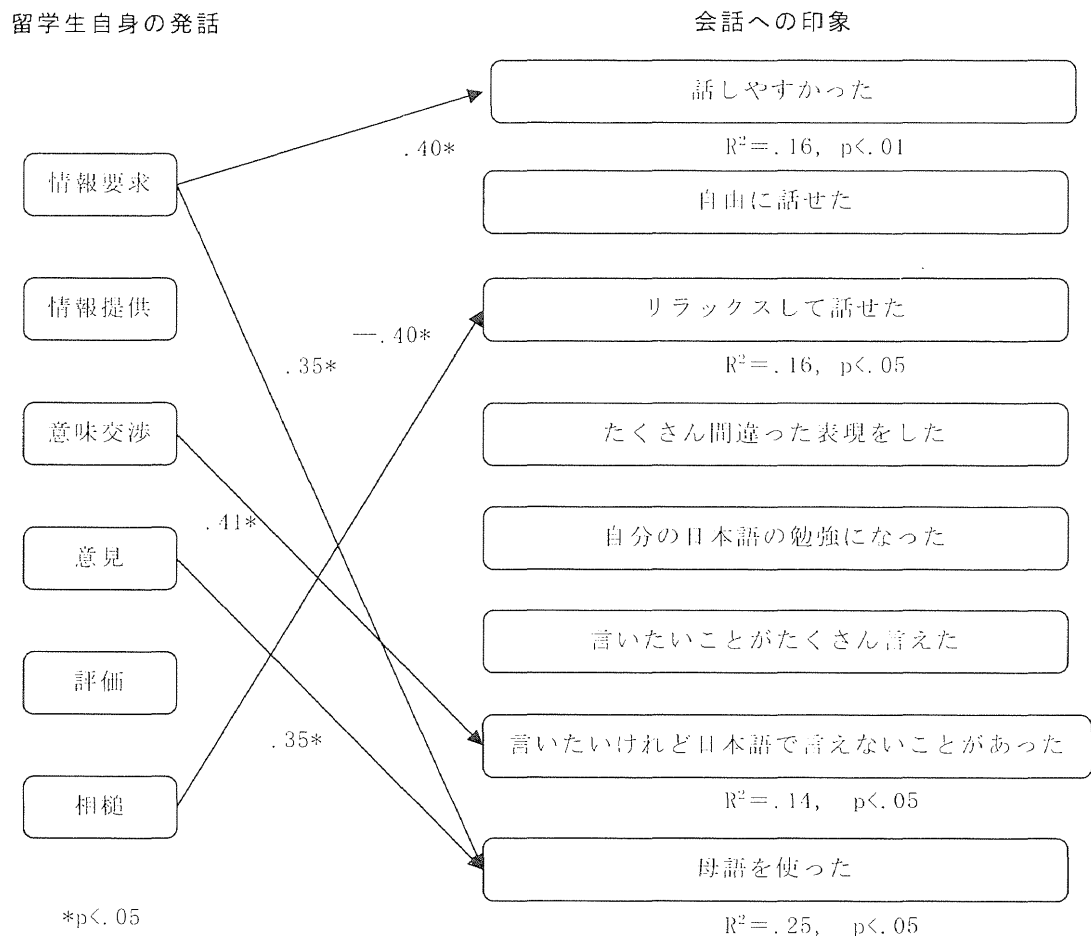 留学生自身の発話
会話への印象
話しやすかった
.40*
R²=.16, p<.01
情報要求
自由に話せた
情報提供
リラックスして話せた
―.40*
.35*
R²=.16, p<.05
意味交渉
たくさん間違った表現をした
.41*
自分の日本語の勉強になった
意見
言いたいことがたくさん言えた
評価
.35*
言いたいけれど日本語で言えないことがあった
相槌
R²=.14, p<.05
母語を使った
*p<.05
R²=.25, p<.05